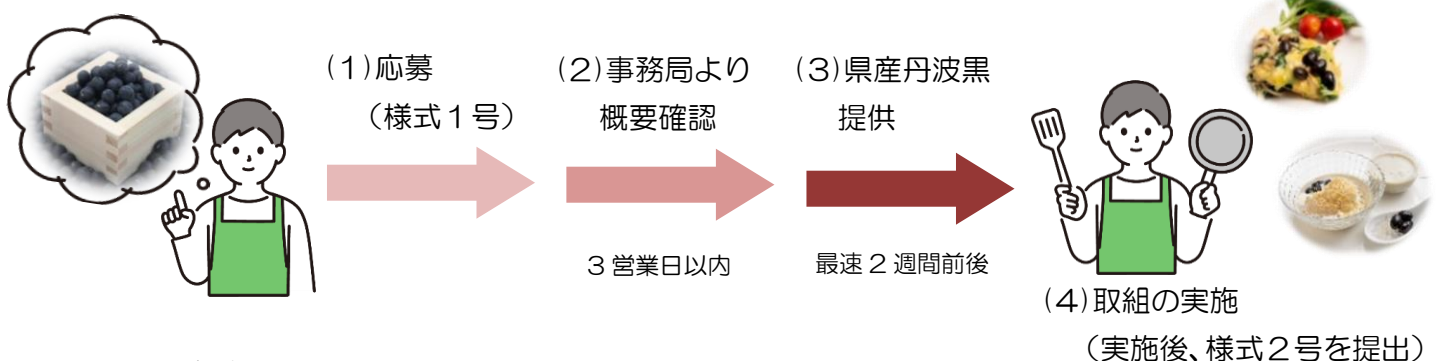 (1)応募
（様式１号）
(2)事務局より
概要確認
(3)県産丹波黒
提供
３営業日以内
最速２週間前後
(4)取組の実施
（実施後、様式２号を提出）